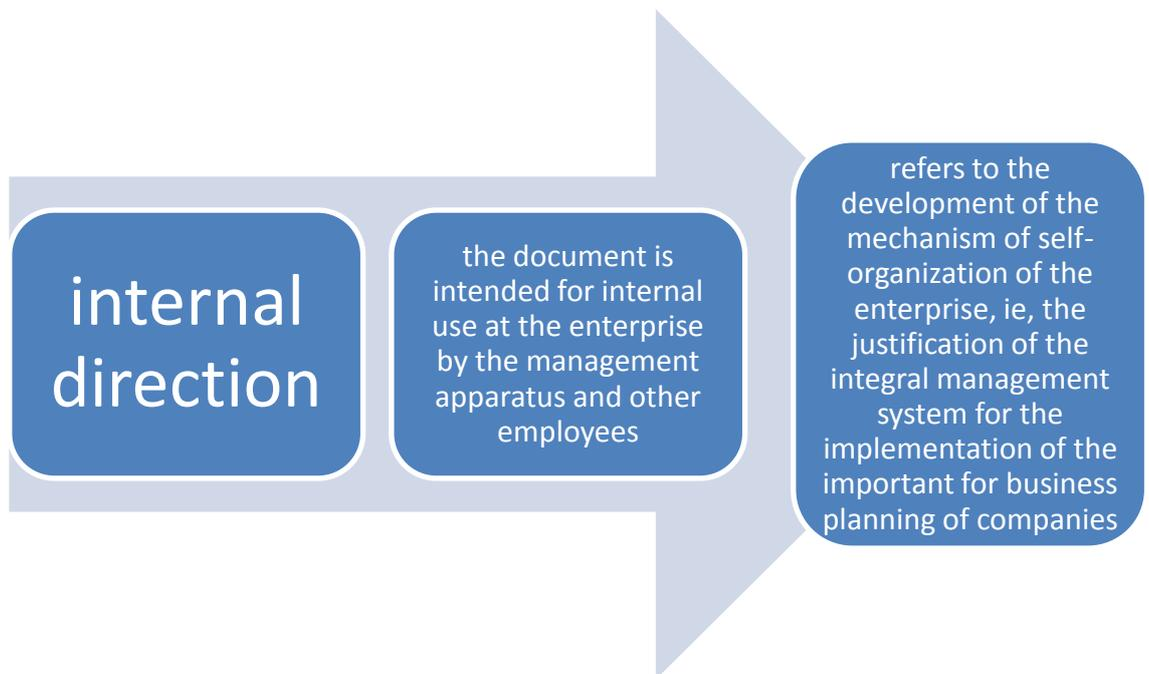 internal
direction
the document is
intended for internal
use at the enterprise
by the management
apparatus and other
employees
refers to the
development of the
mechanism of self-
organization of the
enterprise, ie, the
justification of the
integral management
system for the
implementation of the
important for business
planning of companies